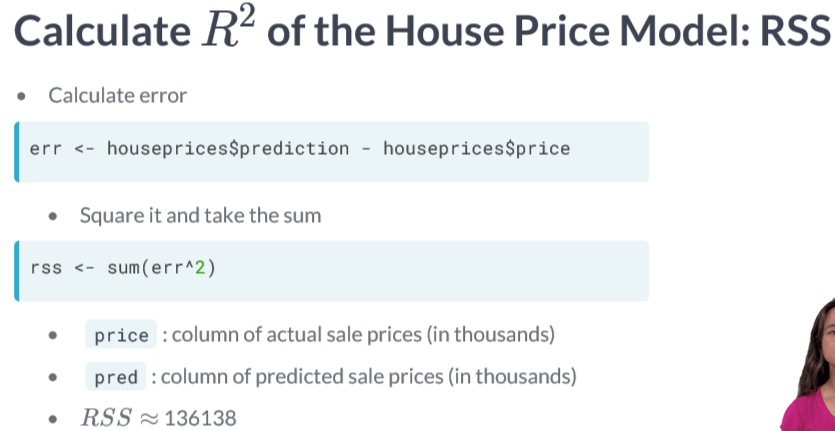 Calculate R² of the House Price Model: RSS
• Calculate error
err <- houseprices$prediction - houseprices$price
• Square it and take the sum
rss <- sum(err^2)
• price : column of actual sale prices (in thousands)
• pred : column of predicted sale prices (in thousands)
• RSS ≈ 136138